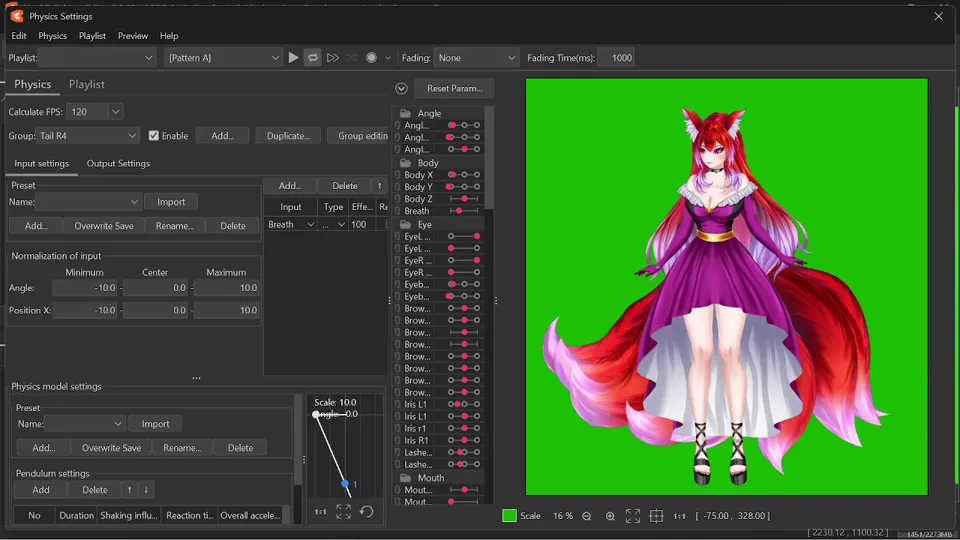 Physics Settings
Edit Physics Playlist Preview Help
Playlist: [Pattern A] Fading: None Fading Time(ms): 1000
Physics Playlist
Reset Param...
Calculate FPS: 120
Group: Tail R4 Enable Add... Duplicate... Group editin
Input settings Output Settings
Preset
Name: Import
Add... Overwrite Save Rename... Delete
Normalization of input
Minimum Center Maximum
Angle: -10.0 - 0.0 - 10.0
Position X: -10.0 - 0.0 - 10.0
Add... Delete ↑
Input Type Effe... Re
Breath ... 100
...
Physics model settings
Preset
Name: Import
Add... Overwrite Save Rename... Delete
Pendulum settings
Add Delete ↑ ↓
No Duration Shaking influ... Reaction ti... Overall accele...
Scale: 10.0
Angle: 0.0
1
1:1
Angle
Angl...
Angl...
Angl...
Body
Body X
Body Y
Body Z
Breath
Eye
EyeL ...
EyeL ...
EyeR ...
EyeR ...
Eyeb...
Eyeb...
Brow...
Brow...
Brow...
Brow...
Brow...
Brow...
Brow...
Brow...
Iris L1
Iris L1
Iris r1
Iris R1
Lashe...
Lashe...
Mouth
Mout...
Mout...
Scale 16 % 1:1 [ -75.00 , 328.00 ]
[ 2230.12 , 1100.32 ] 1451/2273MB